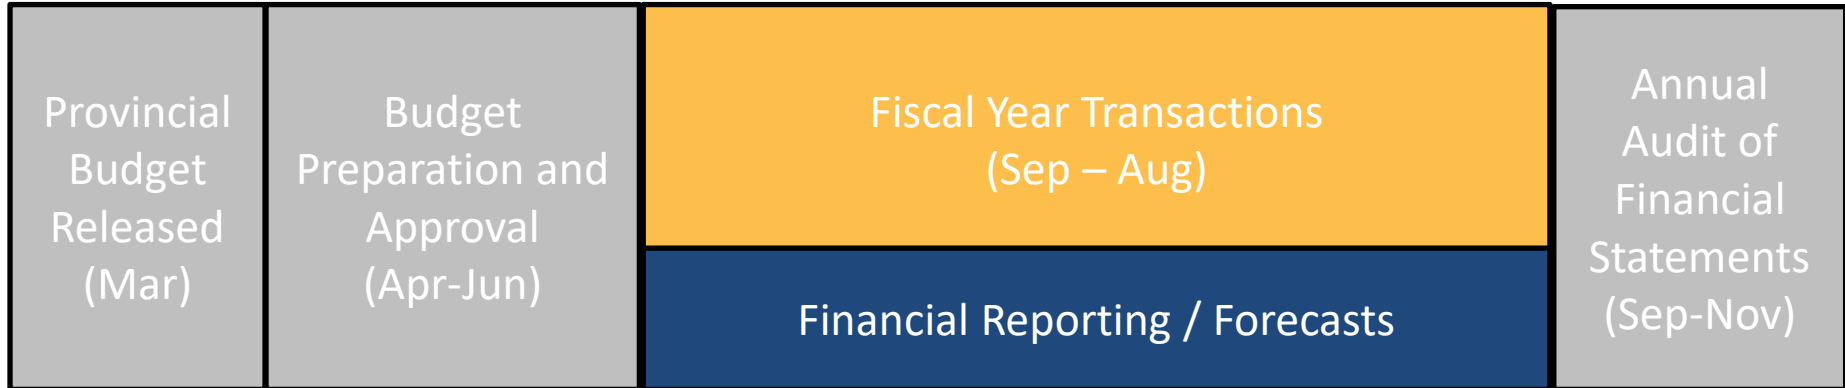 Provincial
Budget
Released
(Mar)
Budget
Preparation and
Approval
(Apr-Jun)
Fiscal Year Transactions
(Sep – Aug)
Financial Reporting / Forecasts
Annual
Audit of
Financial
Statements
(Sep-Nov)